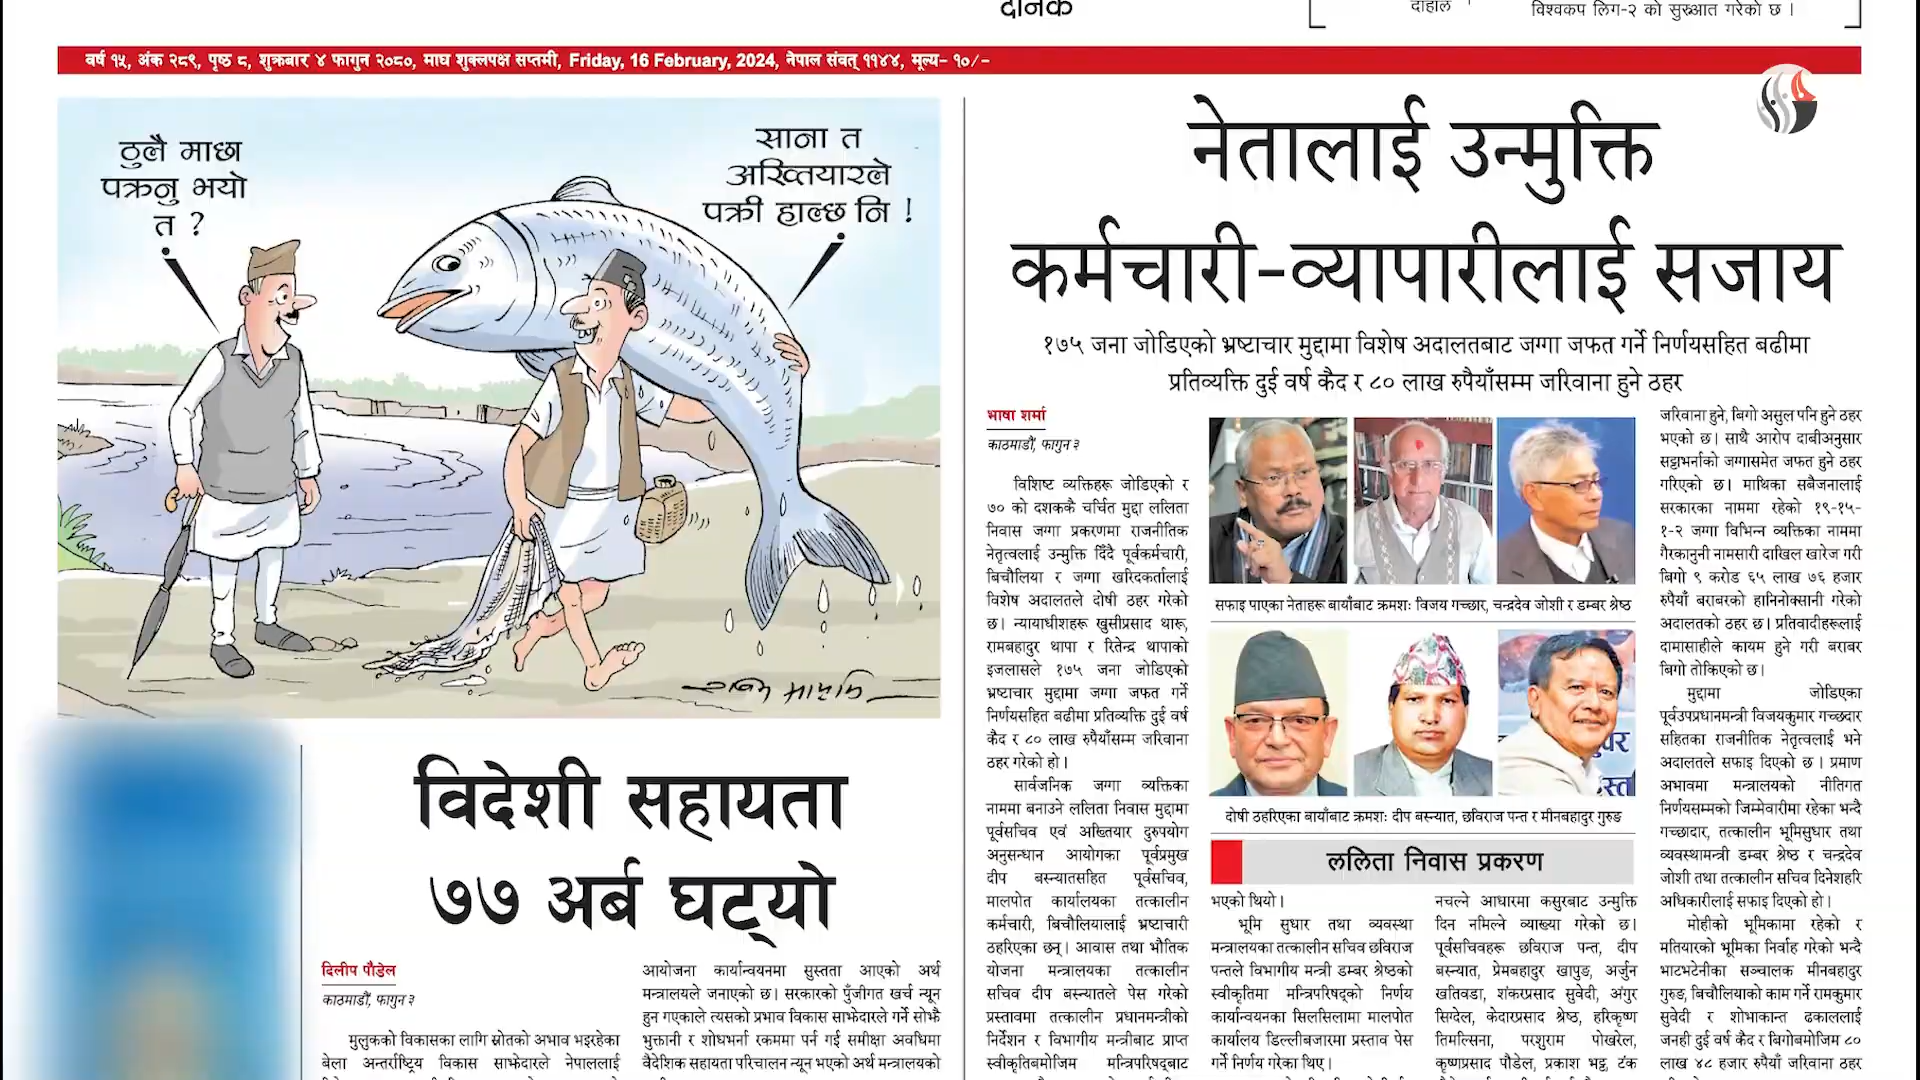 दैनिक
दाहाल
विश्वकप लिग-२ को सुरुआत गरेको छ ।
वर्ष १५, अंक २८९, पृष्ठ ८, शुक्रबार ४ फागुन २०८०, माघ शुक्लपक्ष सप्तमी, Friday, 16 February, 2024, नेपाल संवत् ११४४, मूल्य- १०/-
ठुलै माछा
पक्रनु भयो
त ?
साना त
अख्तियारले
पक्री हाल्छ नि !
विदेशी सहायता
७७ अर्ब घट्यो
दिलीप पौडेल
काठमाडौं, फागुन ३
मुलुकको विकासका लागि स्रोतको अभाव भइरहेका
बेला अन्तर्राष्ट्रिय विकास साझेदारले नेपाललाई
आयोजना कार्यान्वयनमा सुस्तता आएको अर्थ
मन्त्रालयले जनाएको छ । सरकारको पुँजीगत खर्च न्यून
हुन गएकाले त्यसको प्रभाव विकास साझेदारले गर्ने सोझै
भुक्तानी र शोधभर्ना रकममा पर्न गई समीक्षा अवधिमा
वैदेशिक सहायता परिचालन न्यून भएको अर्थ मन्त्रालयको
नेतालाई उन्मुक्ति
कर्मचारी-व्यापारीलाई सजाय
१७५ जना जोडिएको भ्रष्टाचार मुद्दामा विशेष अदालतबाट जग्गा जफत गर्ने निर्णयसहित बढीमा
प्रतिव्यक्ति दुई वर्ष कैद र ८० लाख रुपैयाँसम्म जरिवाना हुने ठहर
भाषा शर्मा
काठमाडौं, फागुन ३
विशिष्ट व्यक्तिहरू जोडिएको र
७० को दशककै चर्चित मुद्दा ललिता
निवास जग्गा प्रकरणमा राजनीतिक
नेतृत्वलाई उन्मुक्ति दिँदै पूर्वकर्मचारी,
बिचौलिया र जग्गा खरिदकर्तालाई
विशेष अदालतले दोषी ठहर गरेको
छ । न्यायाधीशहरू खुसीप्रसाद थारू,
रामबहादुर थापा र रितेन्द्र थापाको
इजलासले १७५ जना जोडिएको
भ्रष्टाचार मुद्दामा जग्गा जफत गर्ने
निर्णयसहित बढीमा प्रतिव्यक्ति दुई वर्ष
कैद र ८० लाख रुपैयाँसम्म जरिवाना
ठहर गरेको हो ।
सार्वजनिक जग्गा व्यक्तिका
नाममा बनाउने ललिता निवास मुद्दामा
पूर्वसचिव एवं अख्तियार दुरुपयोग
अनुसन्धान आयोगका पूर्वप्रमुख
दीप बस्न्यातसहित पूर्वसचिव,
मालपोत कार्यालयका तत्कालीन
कर्मचारी, बिचौलियालाई भ्रष्टाचारी
ठहरिएका छन् । आवास तथा भौतिक
योजना मन्त्रालयका तत्कालीन
सचिव दीप बस्न्यातले पेस गरेको
प्रस्तावमा तत्कालीन प्रधानमन्त्रीको
निर्देशन र विभागीय मन्त्रीबाट प्राप्त
स्वीकृतिबमोजिम मन्त्रिपरिषद्बाट
सफाइ पाएका नेताहरू बायाँबाट क्रमशः विजय गच्छार, चन्द्रदेव जोशी र डम्बर श्रेष्ठ
दोषी ठहरिएका बायाँबाट क्रमशः दीप बस्न्यात, छविराज पन्त र मीनबहादुर गुरुङ
ललिता निवास प्रकरण
भएको थियो ।
भूमि सुधार तथा व्यवस्था
मन्त्रालयका तत्कालीन सचिव छविराज
पन्तले विभागीय मन्त्री डम्बर श्रेष्ठको
स्वीकृतिमा मन्त्रिपरिषद्को निर्णय
कार्यान्वयनका सिलसिलामा मालपोत
कार्यालय डिल्लीबजारमा प्रस्ताव पेस
गर्ने निर्णय गरेका थिए ।
नचल्ने आधारमा कसुरबाट उन्मुक्ति
दिन नमिल्ने व्याख्या गरेको छ ।
पूर्वसचिवहरू छविराज पन्त, दीप
बस्न्यात, प्रेमबहादुर खापुङ, अर्जुन
खतिवडा, शंकरप्रसाद सुवेदी, अंगुर
सिग्देल, केदारप्रसाद श्रेष्ठ, हरिकृष्ण
तिमल्सिना, परशुराम पोखरेल,
कृष्णप्रसाद पौडेल, प्रकाश भट्ट, टंक
जरिवाना हुने, बिगो असुल पनि हुने ठहर
भएको छ । साथै आरोप दाबीअनुसार
सट्टाभर्नाको जग्गासमेत जफत हुने ठहर
गरिएको छ । माथिका सबैजनालाई
सरकारका नाममा रहेको १९-१५-
१-२ जग्गा विभिन्न व्यक्तिका नाममा
गैरकानुनी नामसारी दाखिल खारेज गरी
बिगो ९ करोड ६५ लाख ७६ हजार
रुपैयाँ बराबरको हानिनोक्सानी गरेको
अदालतको ठहर छ । प्रतिवादीहरूलाई
दामासाहीले कायम हुने गरी बराबर
बिगो तोकिएको छ ।
मुद्दामा जोडिएका
पूर्वउपप्रधानमन्त्री विजयकुमार गच्छदार
सहितका राजनीतिक नेतृत्वलाई भने
अदालतले सफाइ दिएको छ । प्रमाण
अभावमा मन्त्रालयको नीतिगत
निर्णयसम्मको जिम्मेवारीमा रहेका भन्दै
गच्छादार, तत्कालीन भूमिसुधार तथा
व्यवस्थामन्त्री डम्बर श्रेष्ठ र चन्द्रदेव
जोशी तथा तत्कालीन सचिव दिनेशहरि
अधिकारीलाई सफाइ दिएको हो ।
मोहीको भूमिकामा रहेको र
मतियारको भूमिका निर्वाह गरेको भन्दै
भाटभटेनीका सञ्चालक मीनबहादुर
गुरुङ, बिचौलियाको काम गर्ने रामकुमार
सुवेदी र शोभाकान्त ढकाललाई
जनही दुई वर्ष कैद र बिगोबमोजिम ८०
लाख ४८ हजार रुपैयाँ जरिवाना ठहर